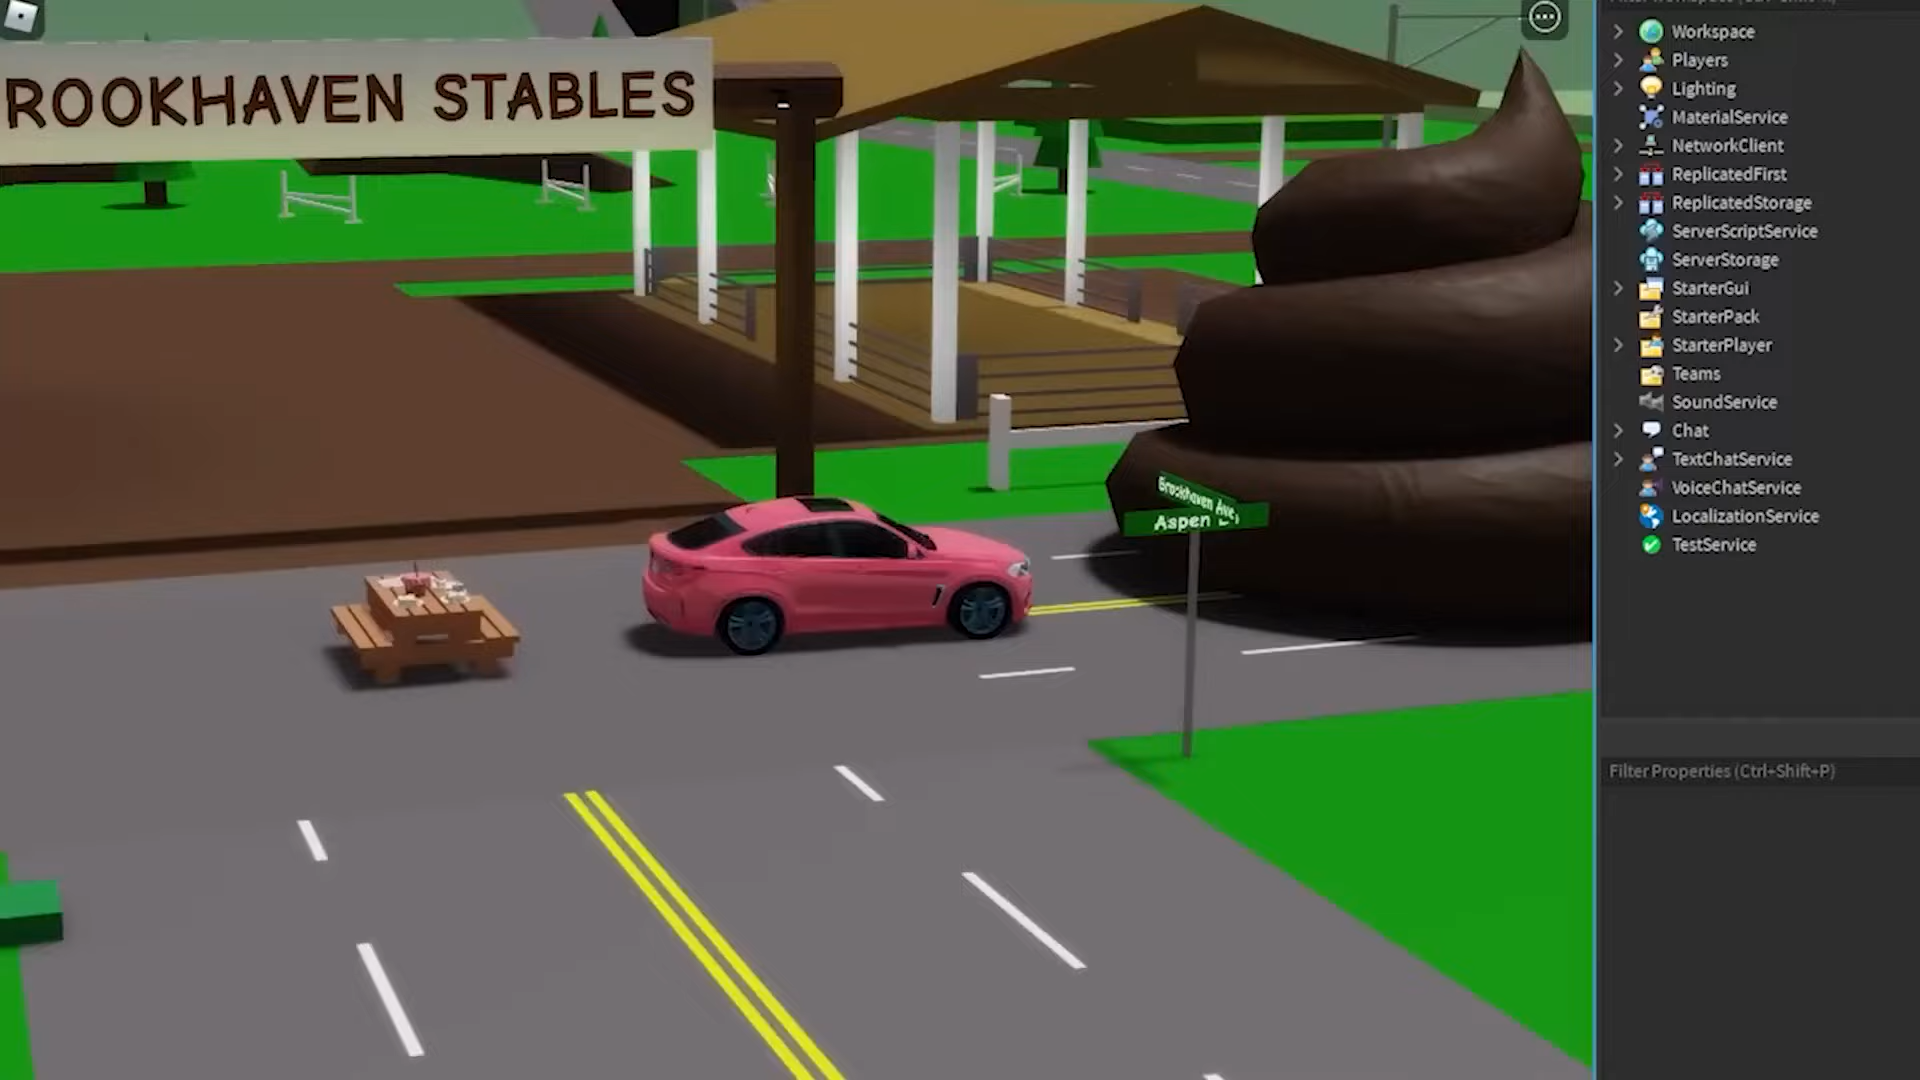 ROOKHAVEN STABLES
Brookhaven Ave
Aspen
Workspace
Players
Lighting
MaterialService
NetworkClient
ReplicatedFirst
ReplicatedStorage
ServerScriptService
ServerStorage
StarterGui
StarterPack
StarterPlayer
Teams
SoundService
Chat
TextChatService
VoiceChatService
LocalizationService
TestService
Filter Properties (Ctrl+Shift+P)